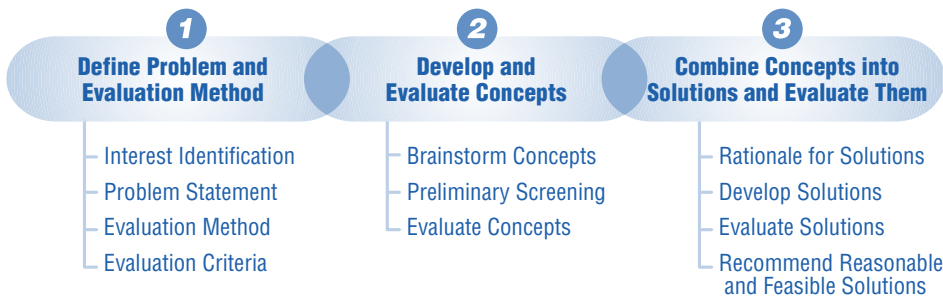 1
Define Problem and
Evaluation Method
Interest Identification
Problem Statement
Evaluation Method
Evaluation Criteria
2
Develop and
Evaluate Concepts
Brainstorm Concepts
Preliminary Screening
Evaluate Concepts
3
Combine Concepts into
Solutions and Evaluate Them
Rationale for Solutions
Develop Solutions
Evaluate Solutions
Recommend Reasonable
and Feasible Solutions